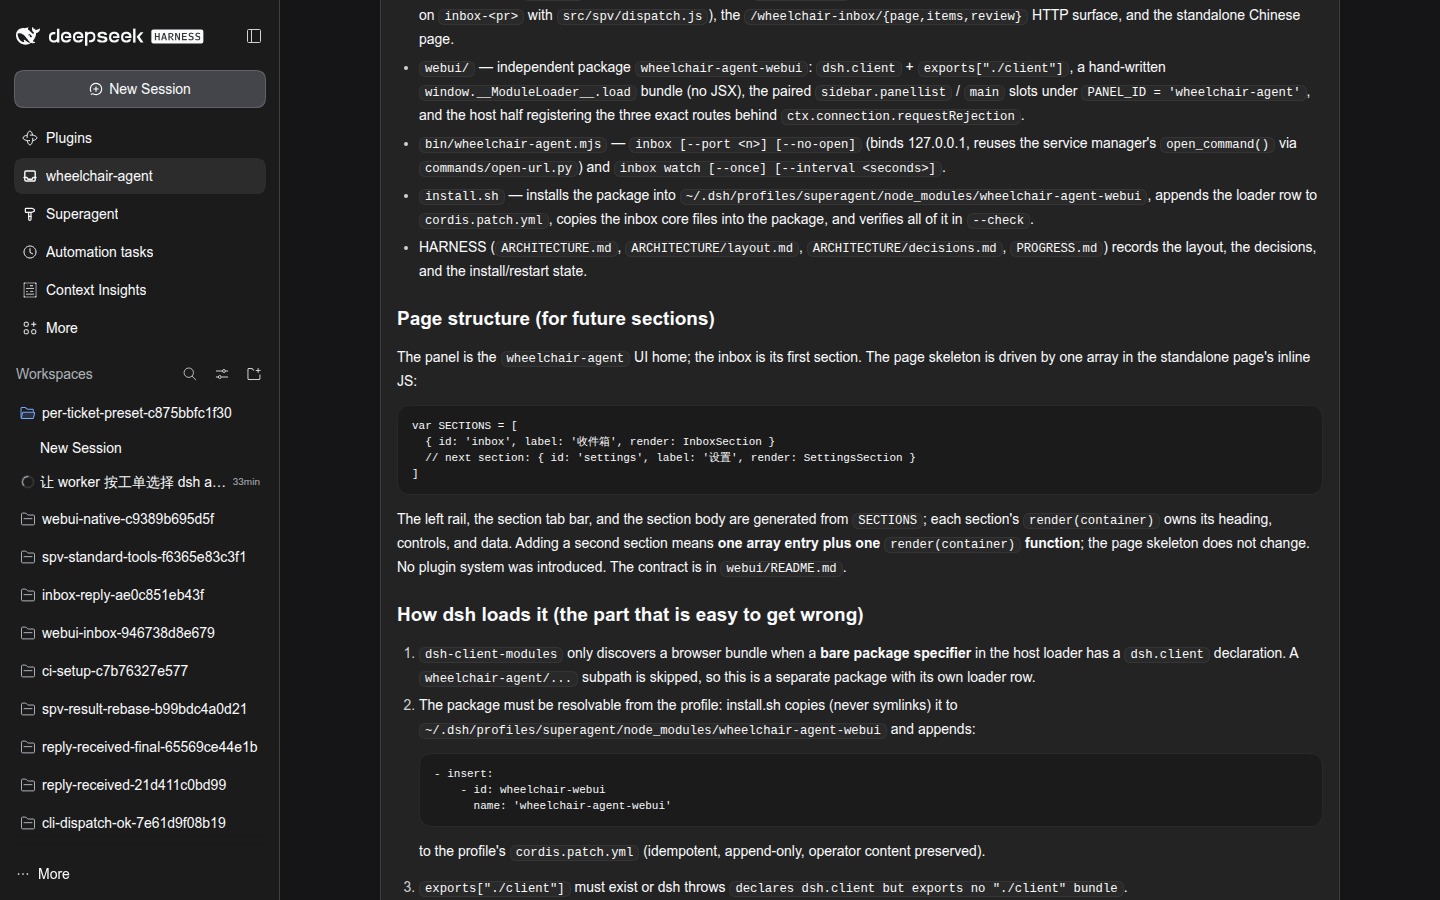 deepseek HARNESS
New Session
Plugins
wheelchair-agent
Superagent
Automation tasks
Context Insights
More
Workspaces
per-ticket-preset-c875bbfc1f30
New Session
让 worker 按工单选择 dsh a... 33min
webui-native-c9389b695d5f
spv-standard-tools-f6365e83c3f1
inbox-reply-ae0c851eb43f
webui-inbox-946738d8e679
ci-setup-c7b76327e577
spv-result-rebase-b99bdc4a0d21
reply-received-final-65569ce44e1b
reply-received-21d411c0bd99
cli-dispatch-ok-7e61d9f08b19
More
on inbox-<pr> with src/spv/dispatch.js ), the /wheelchair-inbox/{page,items,review} HTTP surface, and the standalone Chinese
page.
• webui/ — independent package wheelchair-agent-webui : dsh.client + exports["./client"] , a hand-written
window.__ModuleLoader__.load bundle (no JSX), the paired sidebar.panellist / main slots under PANEL_ID = 'wheelchair-agent' ,
and the host half registering the three exact routes behind ctx.connection.requestRejection .
• bin/wheelchair-agent.mjs — inbox [--port <n>] [--no-open] (binds 127.0.0.1, reuses the service manager's open_command() via
commands/open-url.py ) and inbox watch [--once] [--interval <seconds>] .
• install.sh — installs the package into ~/.dsh/profiles/superagent/node_modules/wheelchair-agent-webui , appends the loader row to
cordis.patch.yml , copies the inbox core files into the package, and verifies all of it in --check .
• HARNESS ( ARCHITECTURE.md , ARCHITECTURE/layout.md , ARCHITECTURE/decisions.md , PROGRESS.md ) records the layout, the decisions,
and the install/restart state.
Page structure (for future sections)
The panel is the wheelchair-agent UI home; the inbox is its first section. The page skeleton is driven by one array in the standalone page's inline
JS:
var SECTIONS = [
{ id: 'inbox', label: '收件箱', render: InboxSection }
// next section: { id: 'settings', label: '设置', render: SettingsSection }
]
The left rail, the section tab bar, and the section body are generated from SECTIONS ; each section's render(container) owns its heading,
controls, and data. Adding a second section means one array entry plus one render(container) function; the page skeleton does not change.
No plugin system was introduced. The contract is in webui/README.md .
How dsh loads it (the part that is easy to get wrong)
1. dsh-client-modules only discovers a browser bundle when a bare package specifier in the host loader has a dsh.client declaration. A
wheelchair-agent/... subpath is skipped, so this is a separate package with its own loader row.
2. The package must be resolvable from the profile: install.sh copies (never symlinks) it to
~/.dsh/profiles/superagent/node_modules/wheelchair-agent-webui and appends:
- insert:
- id: wheelchair-webui
name: 'wheelchair-agent-webui'
to the profile's cordis.patch.yml (idempotent, append-only, operator content preserved).
3. exports["./client"] must exist or dsh throws declares dsh.client but exports no "./client" bundle .